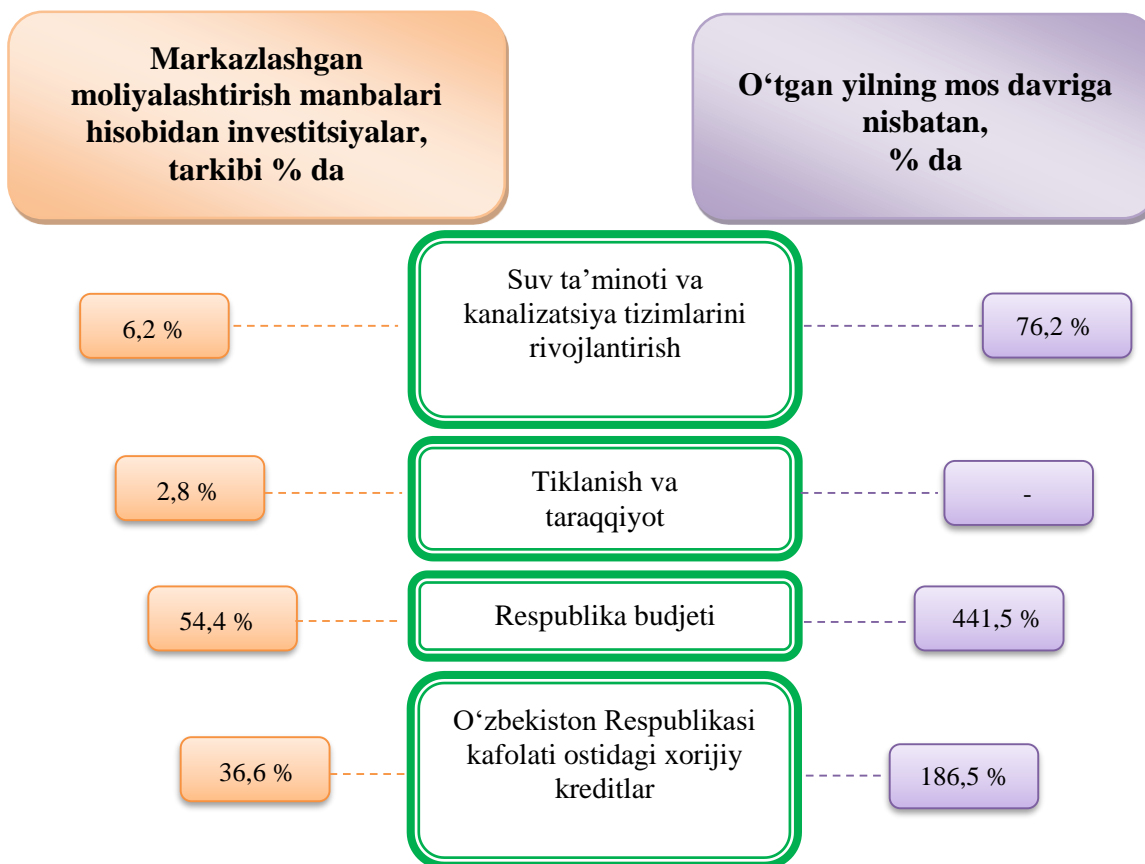 Markazlashgan
moliyalashtirish manbalari
hisobidan investitsiyalar,
tarkibi % da
O‘tgan yilning mos davriga
nisbatan,
% da
6,2 %
Suv ta’minoti va
kanalizatsiya tizimlarini
rivojlantirish
76,2 %
2,8 %
Tiklanish va
taraqqiyot
-
54,4 %
Respublika budjeti
441,5 %
36,6 %
O‘zbekiston Respublikasi
kafolati ostidagi xorijiy
kreditlar
186,5 %